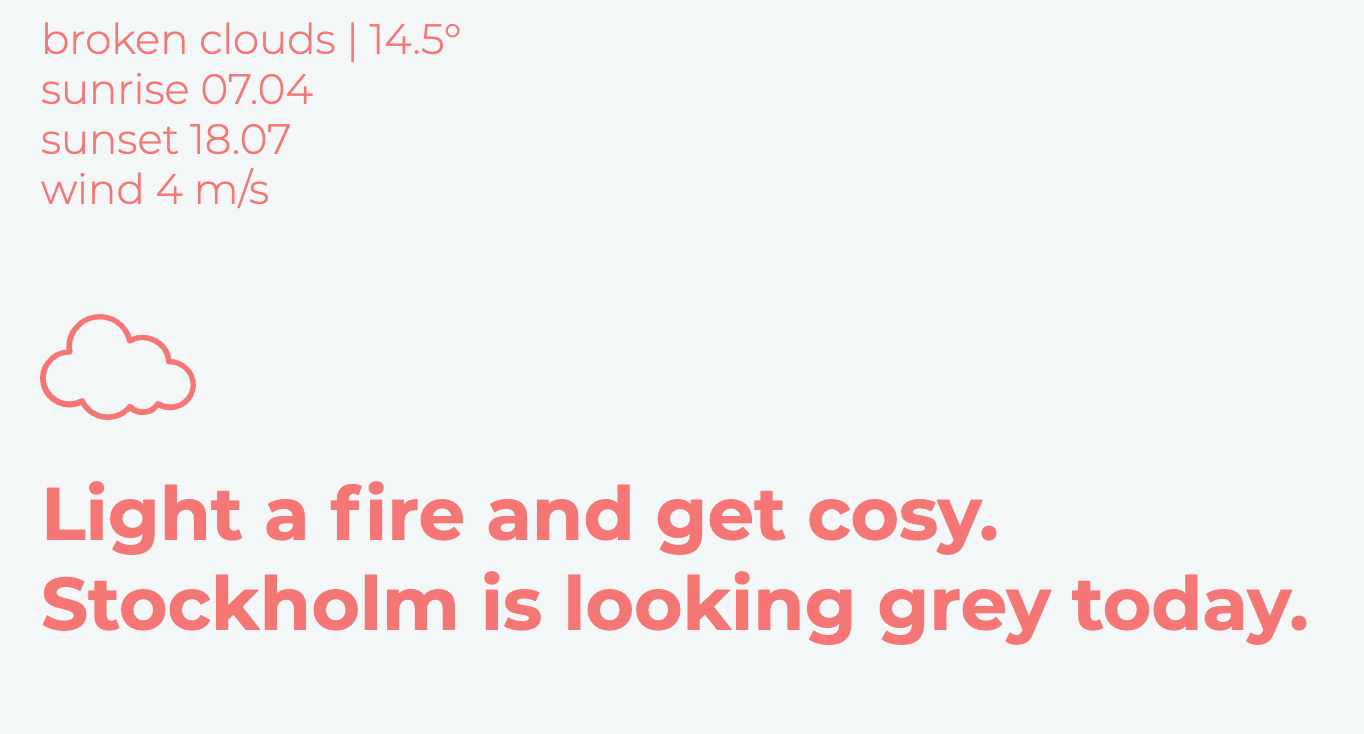 broken clouds | 14.5°
sunrise 07.04
sunset 18.07
wind 4 m/s
Light a fire and get cosy.
Stockholm is looking grey today.